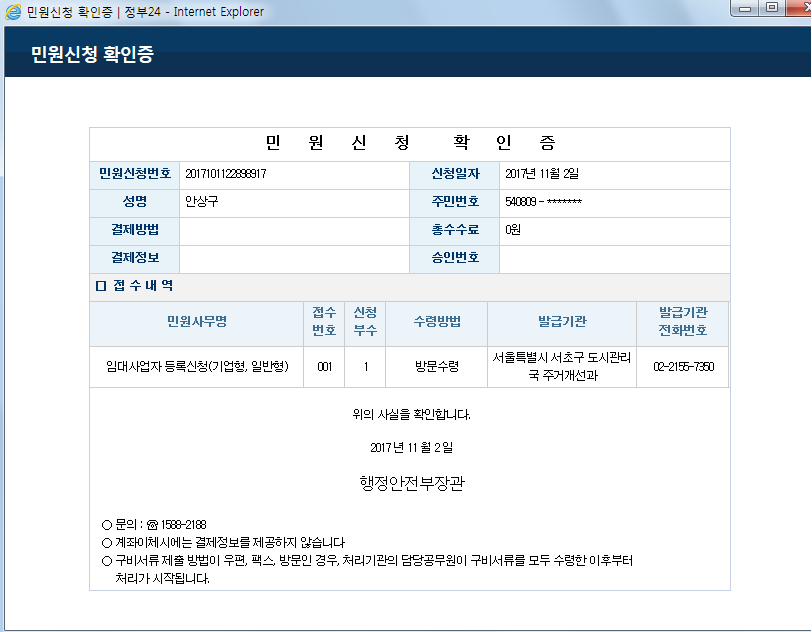 민원신청 확인증 | 정부24 - Internet Explorer
민원신청 확인증
민 원 신 청 확 인 증
민원신청번호 2017101122898917 신청일자 2017년 11월 2일
성명 안상구 주민번호 540809 - *******
결제방법 총수수료 0원
결제정보 승인번호
□ 접 수 내 역
민원사무명 접수 번호 신청 부수 수령방법 발급기관 발급기관 전화번호
임대사업자 등록신청(기업형, 일반형) 001 1 방문수령 서울특별시 서초구 도시관리 국 주거개선과 02-2155-7350
위의 사실을 확인합니다.
2017년 11월 2일
행정안전부장관
○ 문의 : ☎ 1588-2188
○ 계좌이체시에는 결제정보를 제공하지 않습니다
○ 구비서류 제출 방법이 우편, 팩스, 방문인 경우, 처리기관의 담당공무원이 구비서류를 모두 수령한 이후부터
처리가 시작됩니다.